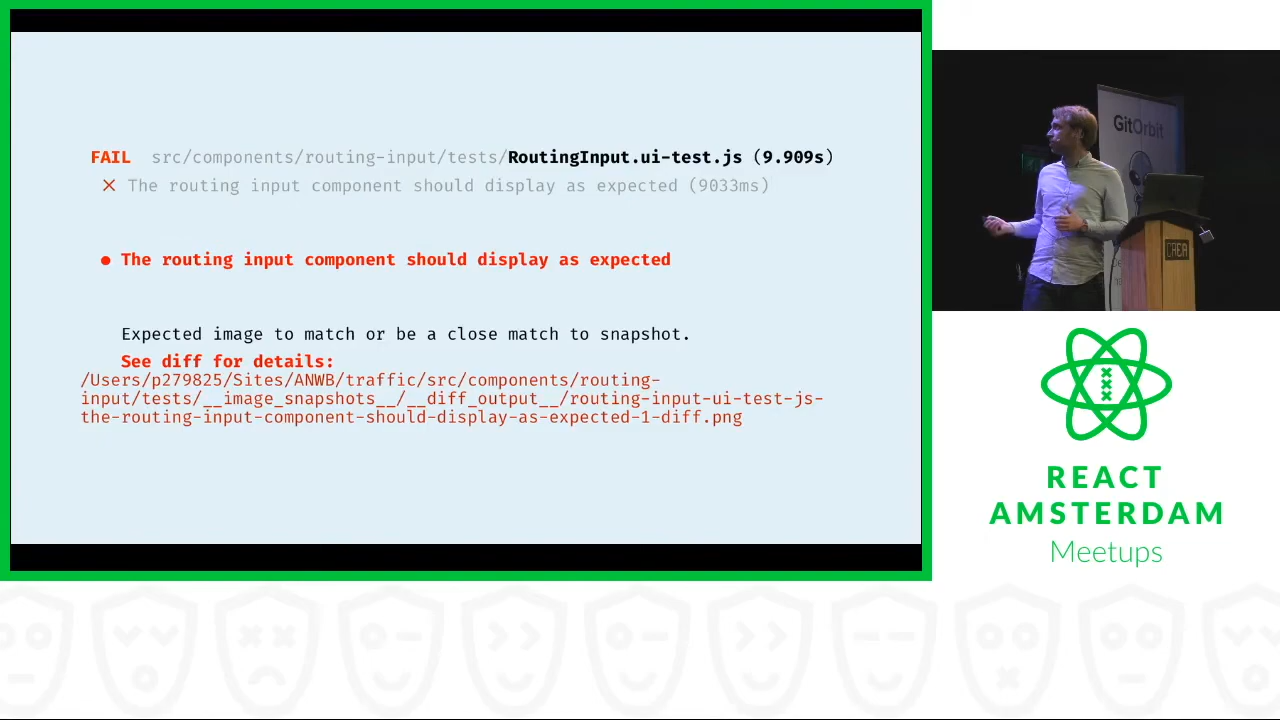 FAIL src/components/routing-input/tests/RoutingInput.ui-test.js (9.909s)
✕ The routing input component should display as expected (9033ms)
● The routing input component should display as expected
Expected image to match or be a close match to snapshot.
See diff for details:
/Users/p279825/Sites/ANWB/traffic/src/components/routing-
input/tests/__image_snapshots__/__diff_output__/routing-input-ui-test-js-
the-routing-input-component-should-display-as-expected-1-diff.png
GitOrbit
REACT
AMSTERDAM
Meetups